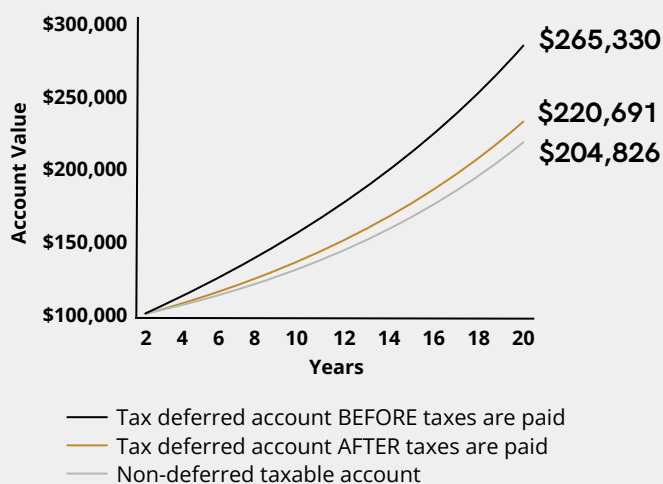 $300,000
$265,330
$250,000
$220,691
$204,826
$200,000
$150,000
$100,000
Account Value
2 4 6 8 10 12 14 16 18 20
Years
Tax deferred account BEFORE taxes are paid
Tax deferred account AFTER taxes are paid
Non-deferred taxable account